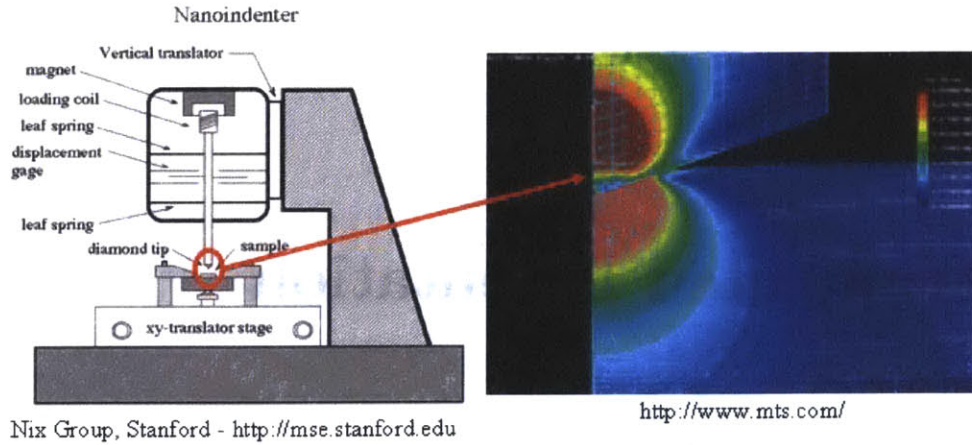 Nanoindenter
Vertical translator
magnet
loading coil
leaf spring
displacement
gage
leaf spring
diamond tip
sample
xy-translator stage
Nix Group, Stanford - http://mse.stanford.edu
http://www.mts.com/